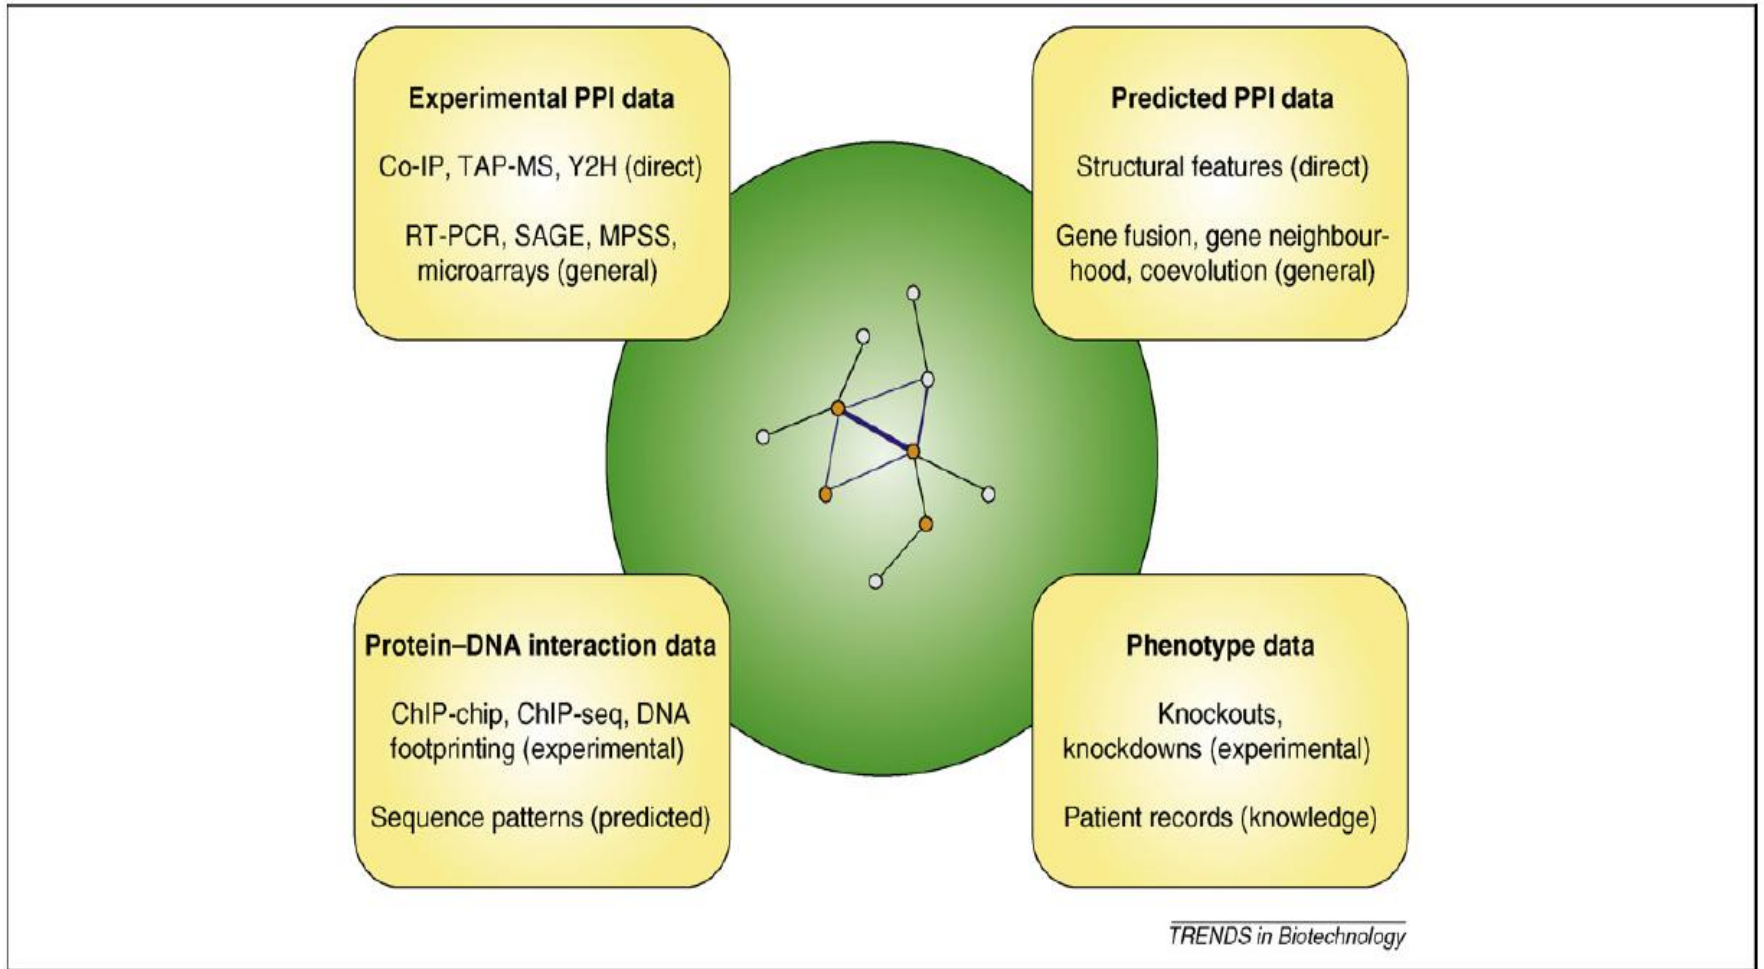 Experimental PPI data
Co-IP, TAP-MS, Y2H (direct)
RT-PCR, SAGE, MPSS,
microarrays (general)
Predicted PPI data
Structural features (direct)
Gene fusion, gene neighbour-
hood, coevolution (general)
Protein–DNA interaction data
ChIP-chip, ChIP-seq, DNA
footprinting (experimental)
Sequence patterns (predicted)
Phenotype data
Knockouts,
knockdowns (experimental)
Patient records (knowledge)
TRENDS in Biotechnology